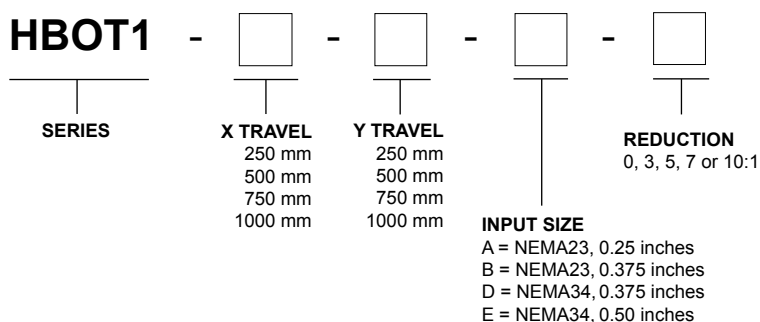 HBOT1 - - - -
SERIES
X TRAVEL
250 mm
500 mm
750 mm
1000 mm
Y TRAVEL
250 mm
500 mm
750 mm
1000 mm
INPUT SIZE
A = NEMA23, 0.25 inches
B = NEMA23, 0.375 inches
D = NEMA34, 0.375 inches
E = NEMA34, 0.50 inches
REDUCTION
0, 3, 5, 7 or 10:1